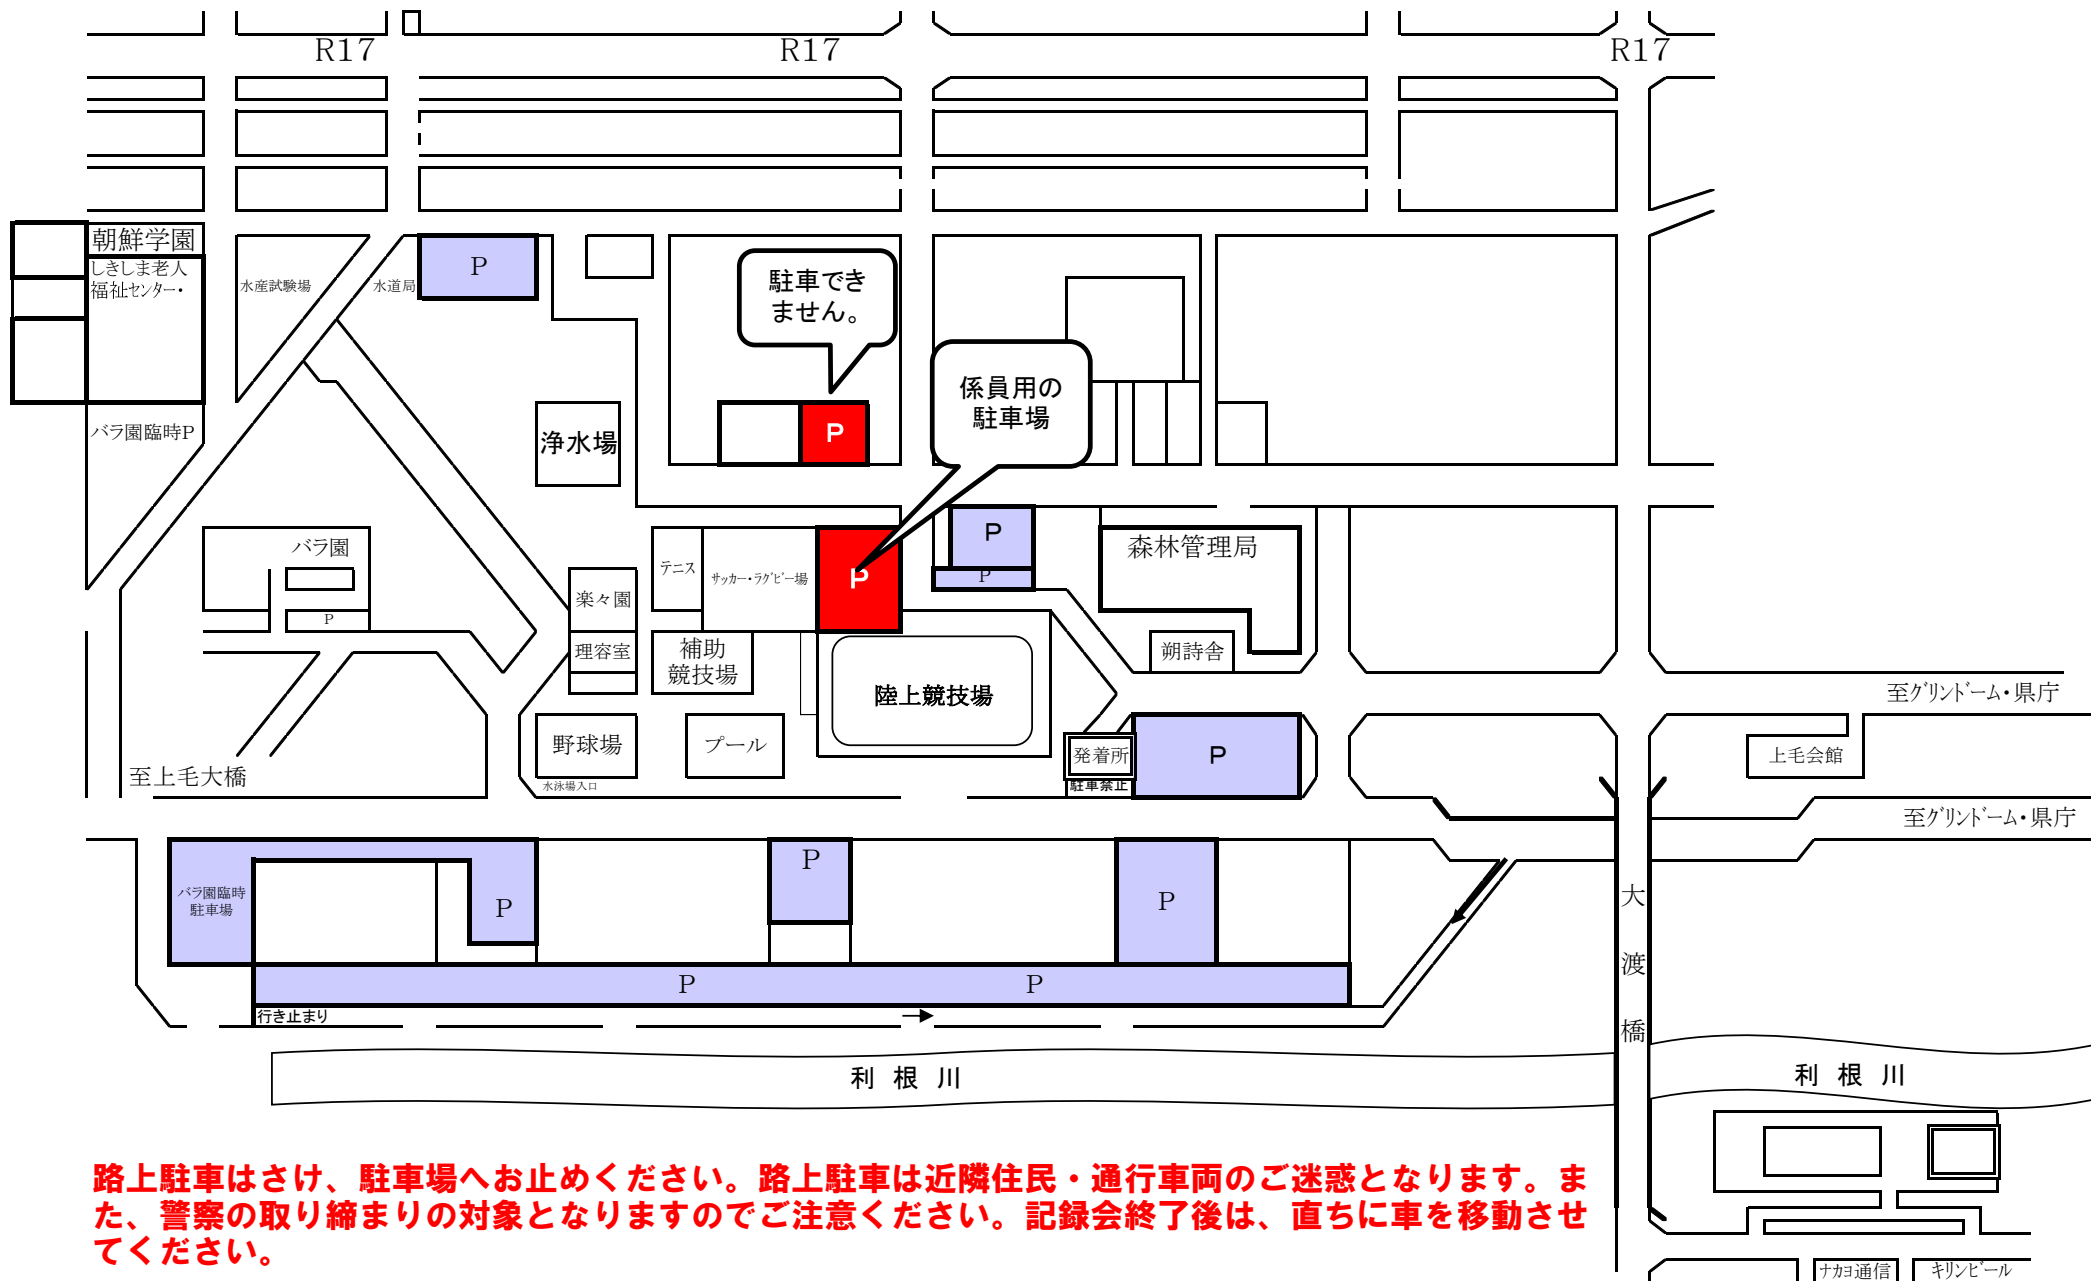 R17
R17
R17
朝鮮学園
しきしま老人
福祉センター・
水産試験場
水道局
P
駐車でき
ません。
係員用の
駐車場
バラ園臨時P
浄水場
P
バラ園
P
テニス
サッカー・ラグビー場
P
P
P
森林管理局
楽々園
理容室
補助
競技場
陸上競技場
朔詩舎
至グリンドーム・県庁
野球場
プール
発着所
P
上毛会館
至上毛大橋
水泳場入口
駐車禁止
至グリンドーム・県庁
バラ園臨時
駐車場
P
P
P
大
渡
橋
P
P
行き止まり
利 根 川
利 根 川
路上駐車はさけ、駐車場へお止めください。路上駐車は近隣住民・通行車両のご迷惑となります。ま
た、警察の取り締まりの対象となりますのでご注意ください。記録会終了後は、直ちに車を移動させ
てください。
ナカヨ通信
キリンビール